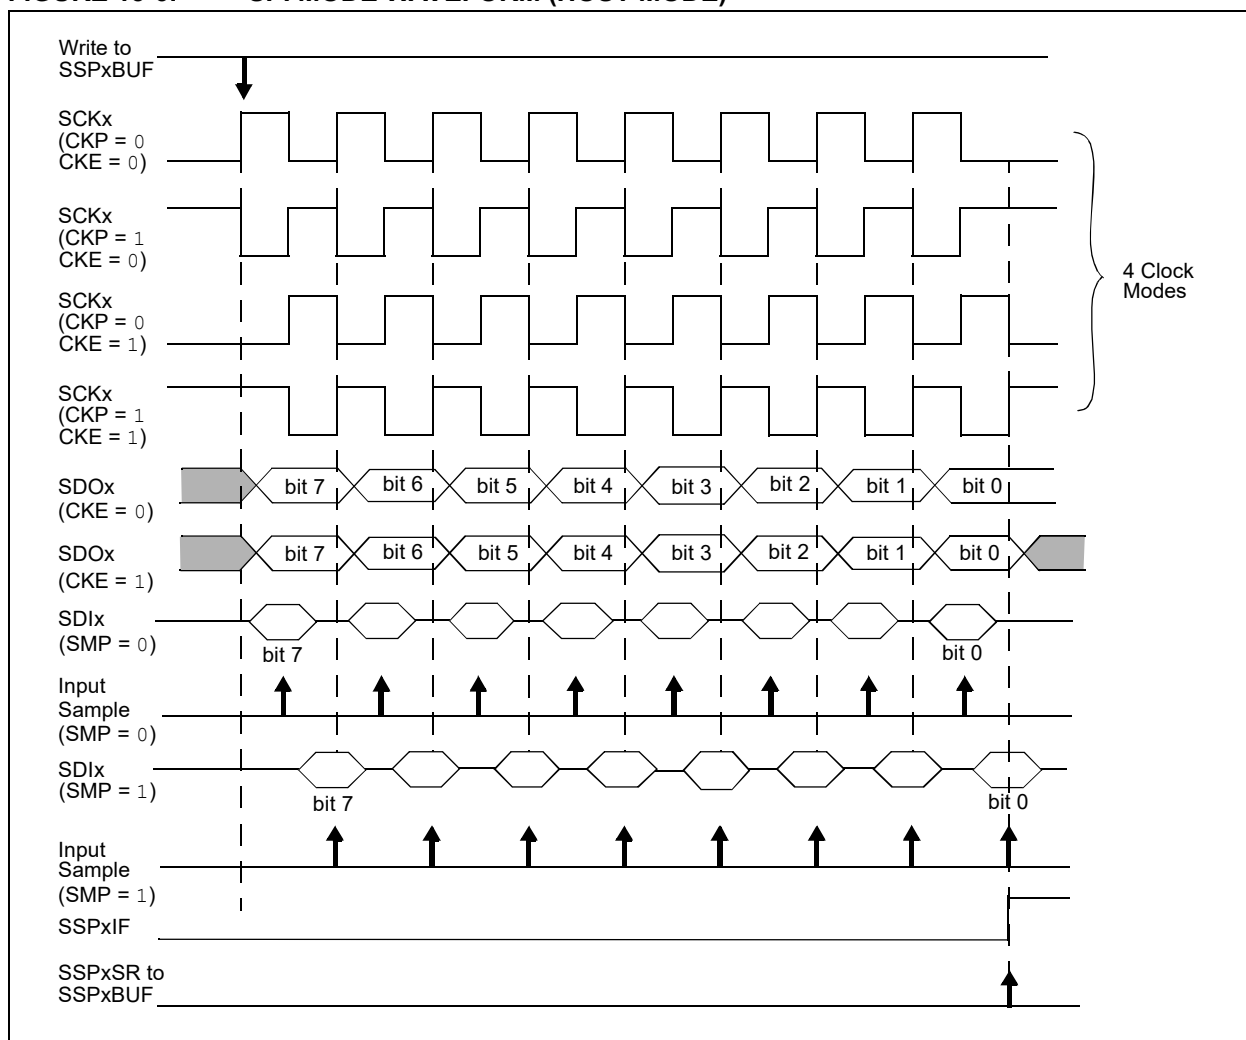 Write to
SSPxBUF
SCKx
(CKP = 0
CKE = 0)
SCKx
(CKP = 1
CKE = 0)
SCKx
(CKP = 0
CKE = 1)
SCKx
(CKP = 1
CKE = 1)
4 Clock
Modes
SDOx
(CKE = 0)
bit 7 bit 6 bit 5 bit 4 bit 3 bit 2 bit 1 bit 0
SDOx
(CKE = 1)
bit 7 bit 6 bit 5 bit 4 bit 3 bit 2 bit 1 bit 0
SDIx
(SMP = 0)
bit 7 bit 0
Input
Sample
(SMP = 0)
SDIx
(SMP = 1)
bit 7 bit 0
Input
Sample
(SMP = 1)
SSPxIF
SSPxSR to
SSPxBUF